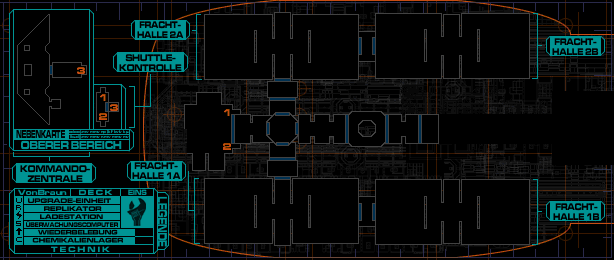 FRACHT-
HALLE 2A
SHUTTLE-
KONTROLLE
FRACHT-
HALLE 2B
3
1
3
2
NEBENKARTE
OBERER BEREICH
1
2
KOMMANDO-
ZENTRALE
FRACHT-
HALLE 1A
FRACHT-
HALLE 1B
VonBraun DECK EINS
U UPGRADE-EINHEIT
R REPLIKATOR
LADESTATION
S ÜBERWACHUNGSCOMPUTER
WIEDERBELEBUNG
C CHEMIKALIENLAGER
TECHNIK
LEGENDE